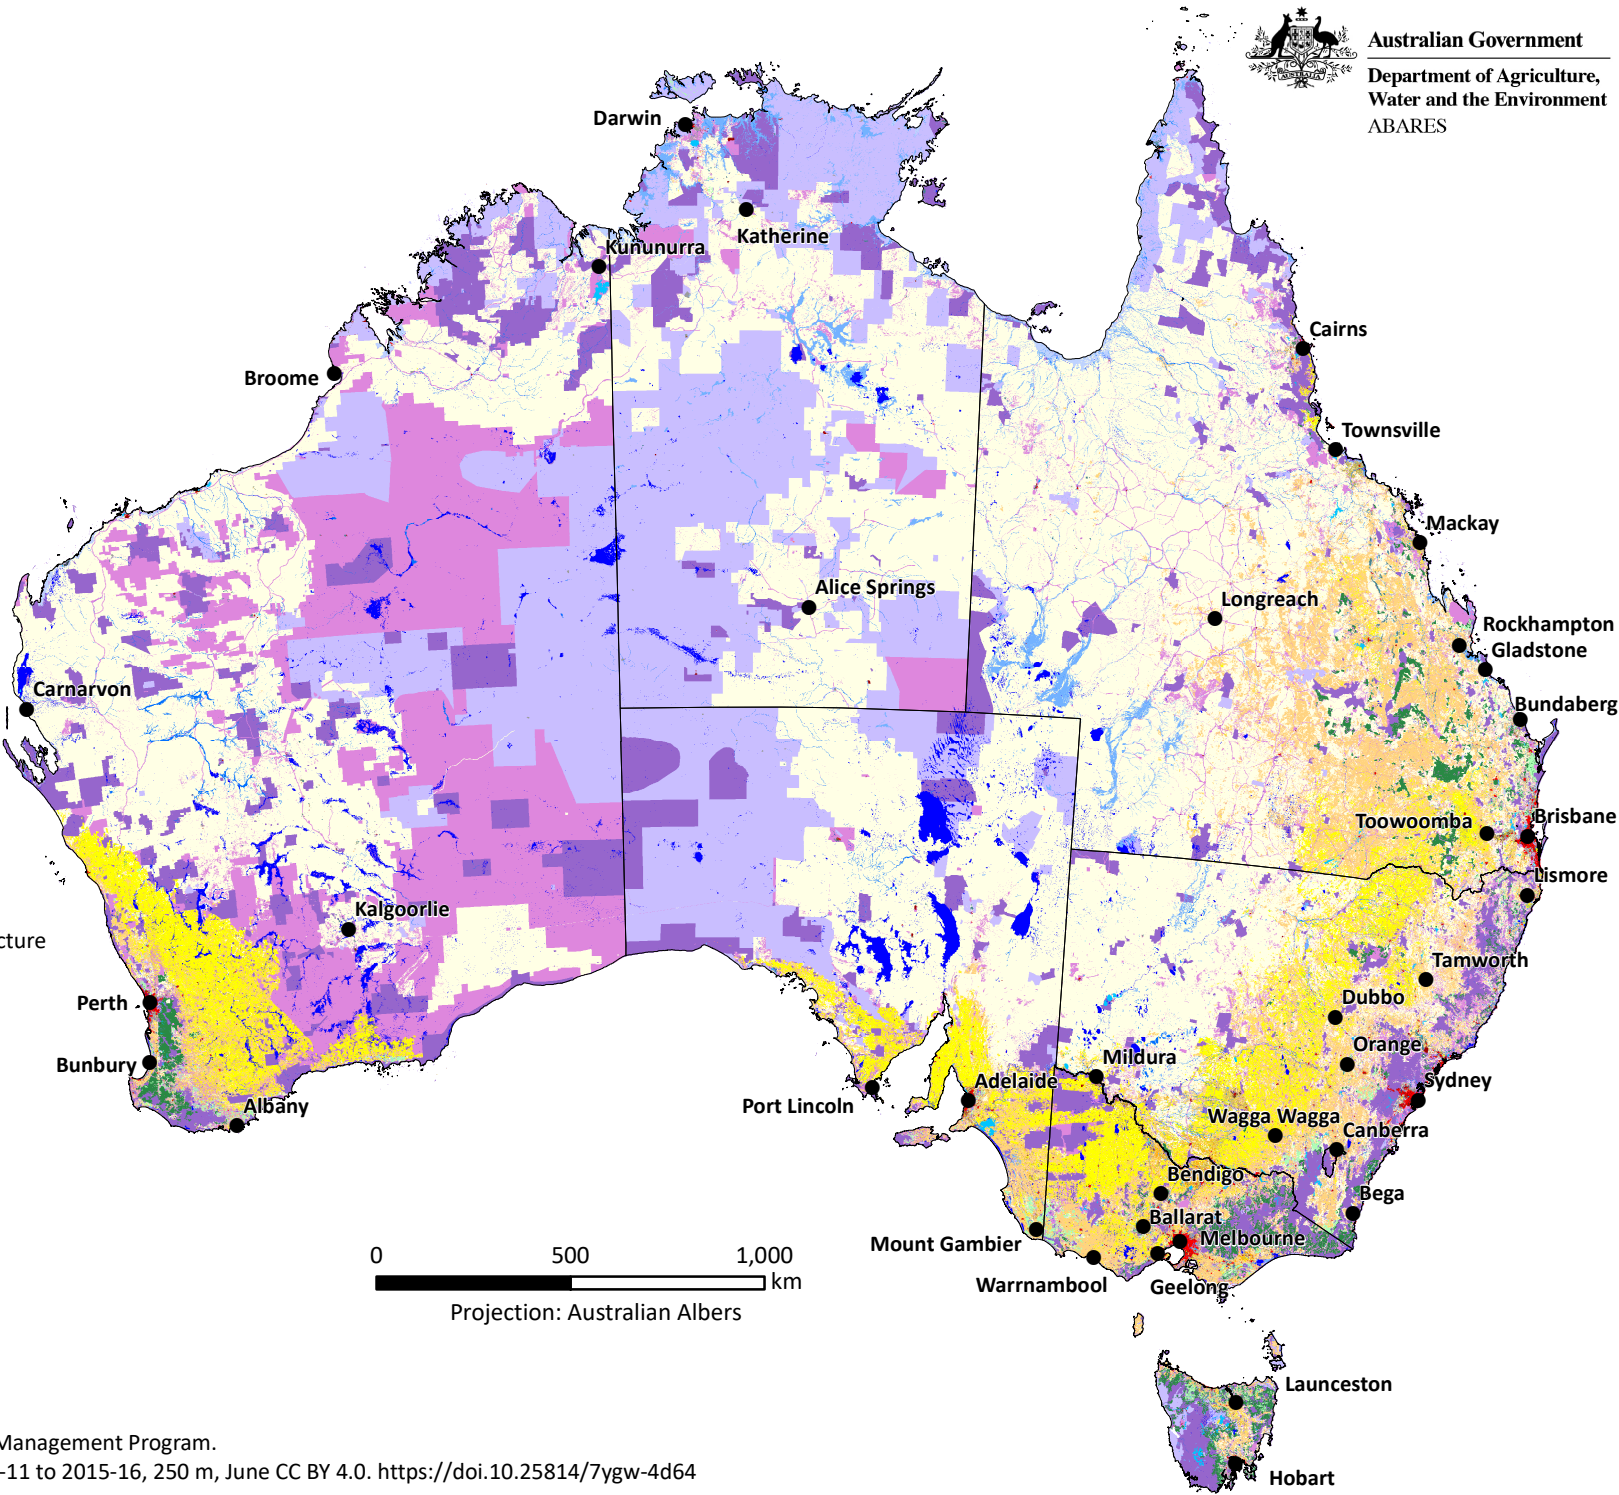 Australian Government
Department of Agriculture,
Water and the Environment
ABARES
AUSTRALIA
Darwin
Katherine
Kununurra
Cairns
Broome
Townsville
Mackay
Alice Springs
Longreach
Rockhampton
Gladstone
Carnarvon
Bundaberg
Toowoomba
Brisbane
Lismore
Kalgoorlie
cture
Tamworth
Dubbo
Perth
Orange
Mildura
Bunbury
Adelaide
Sydney
Albany
Port Lincoln
Wagga Wagga
Canberra
Bendigo
Bega
Ballarat
Mount Gambier
Melbourne
Warrnambool
Geelong
0 500 1,000
km
Projection: Australian Albers
Launceston
Hobart
Management Program.
-11 to 2015-16, 250 m, June CC BY 4.0. https://doi.org/10.25814/7ygw-4d64